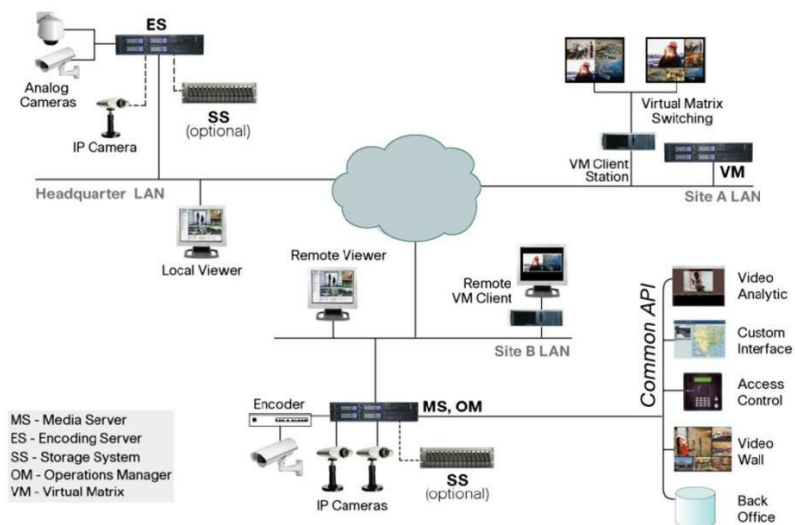 ES
Analog
Cameras
IP Camera
SS
(optional)
Virtual Matrix
Switching
VM Client
Station
VM
Headquarter LAN
Site A LAN
Local Viewer
Remote Viewer
Remote
VM Client
Site B LAN
Common API
Video
Analytic
Custom
Interface
Access
Control
Video
Wall
Back
Office
Encoder
MS, OM
IP Cameras
SS
(optional)
MS - Media Server
ES - Encoding Server
SS - Storage System
OM - Operations Manager
VM - Virtual Matrix